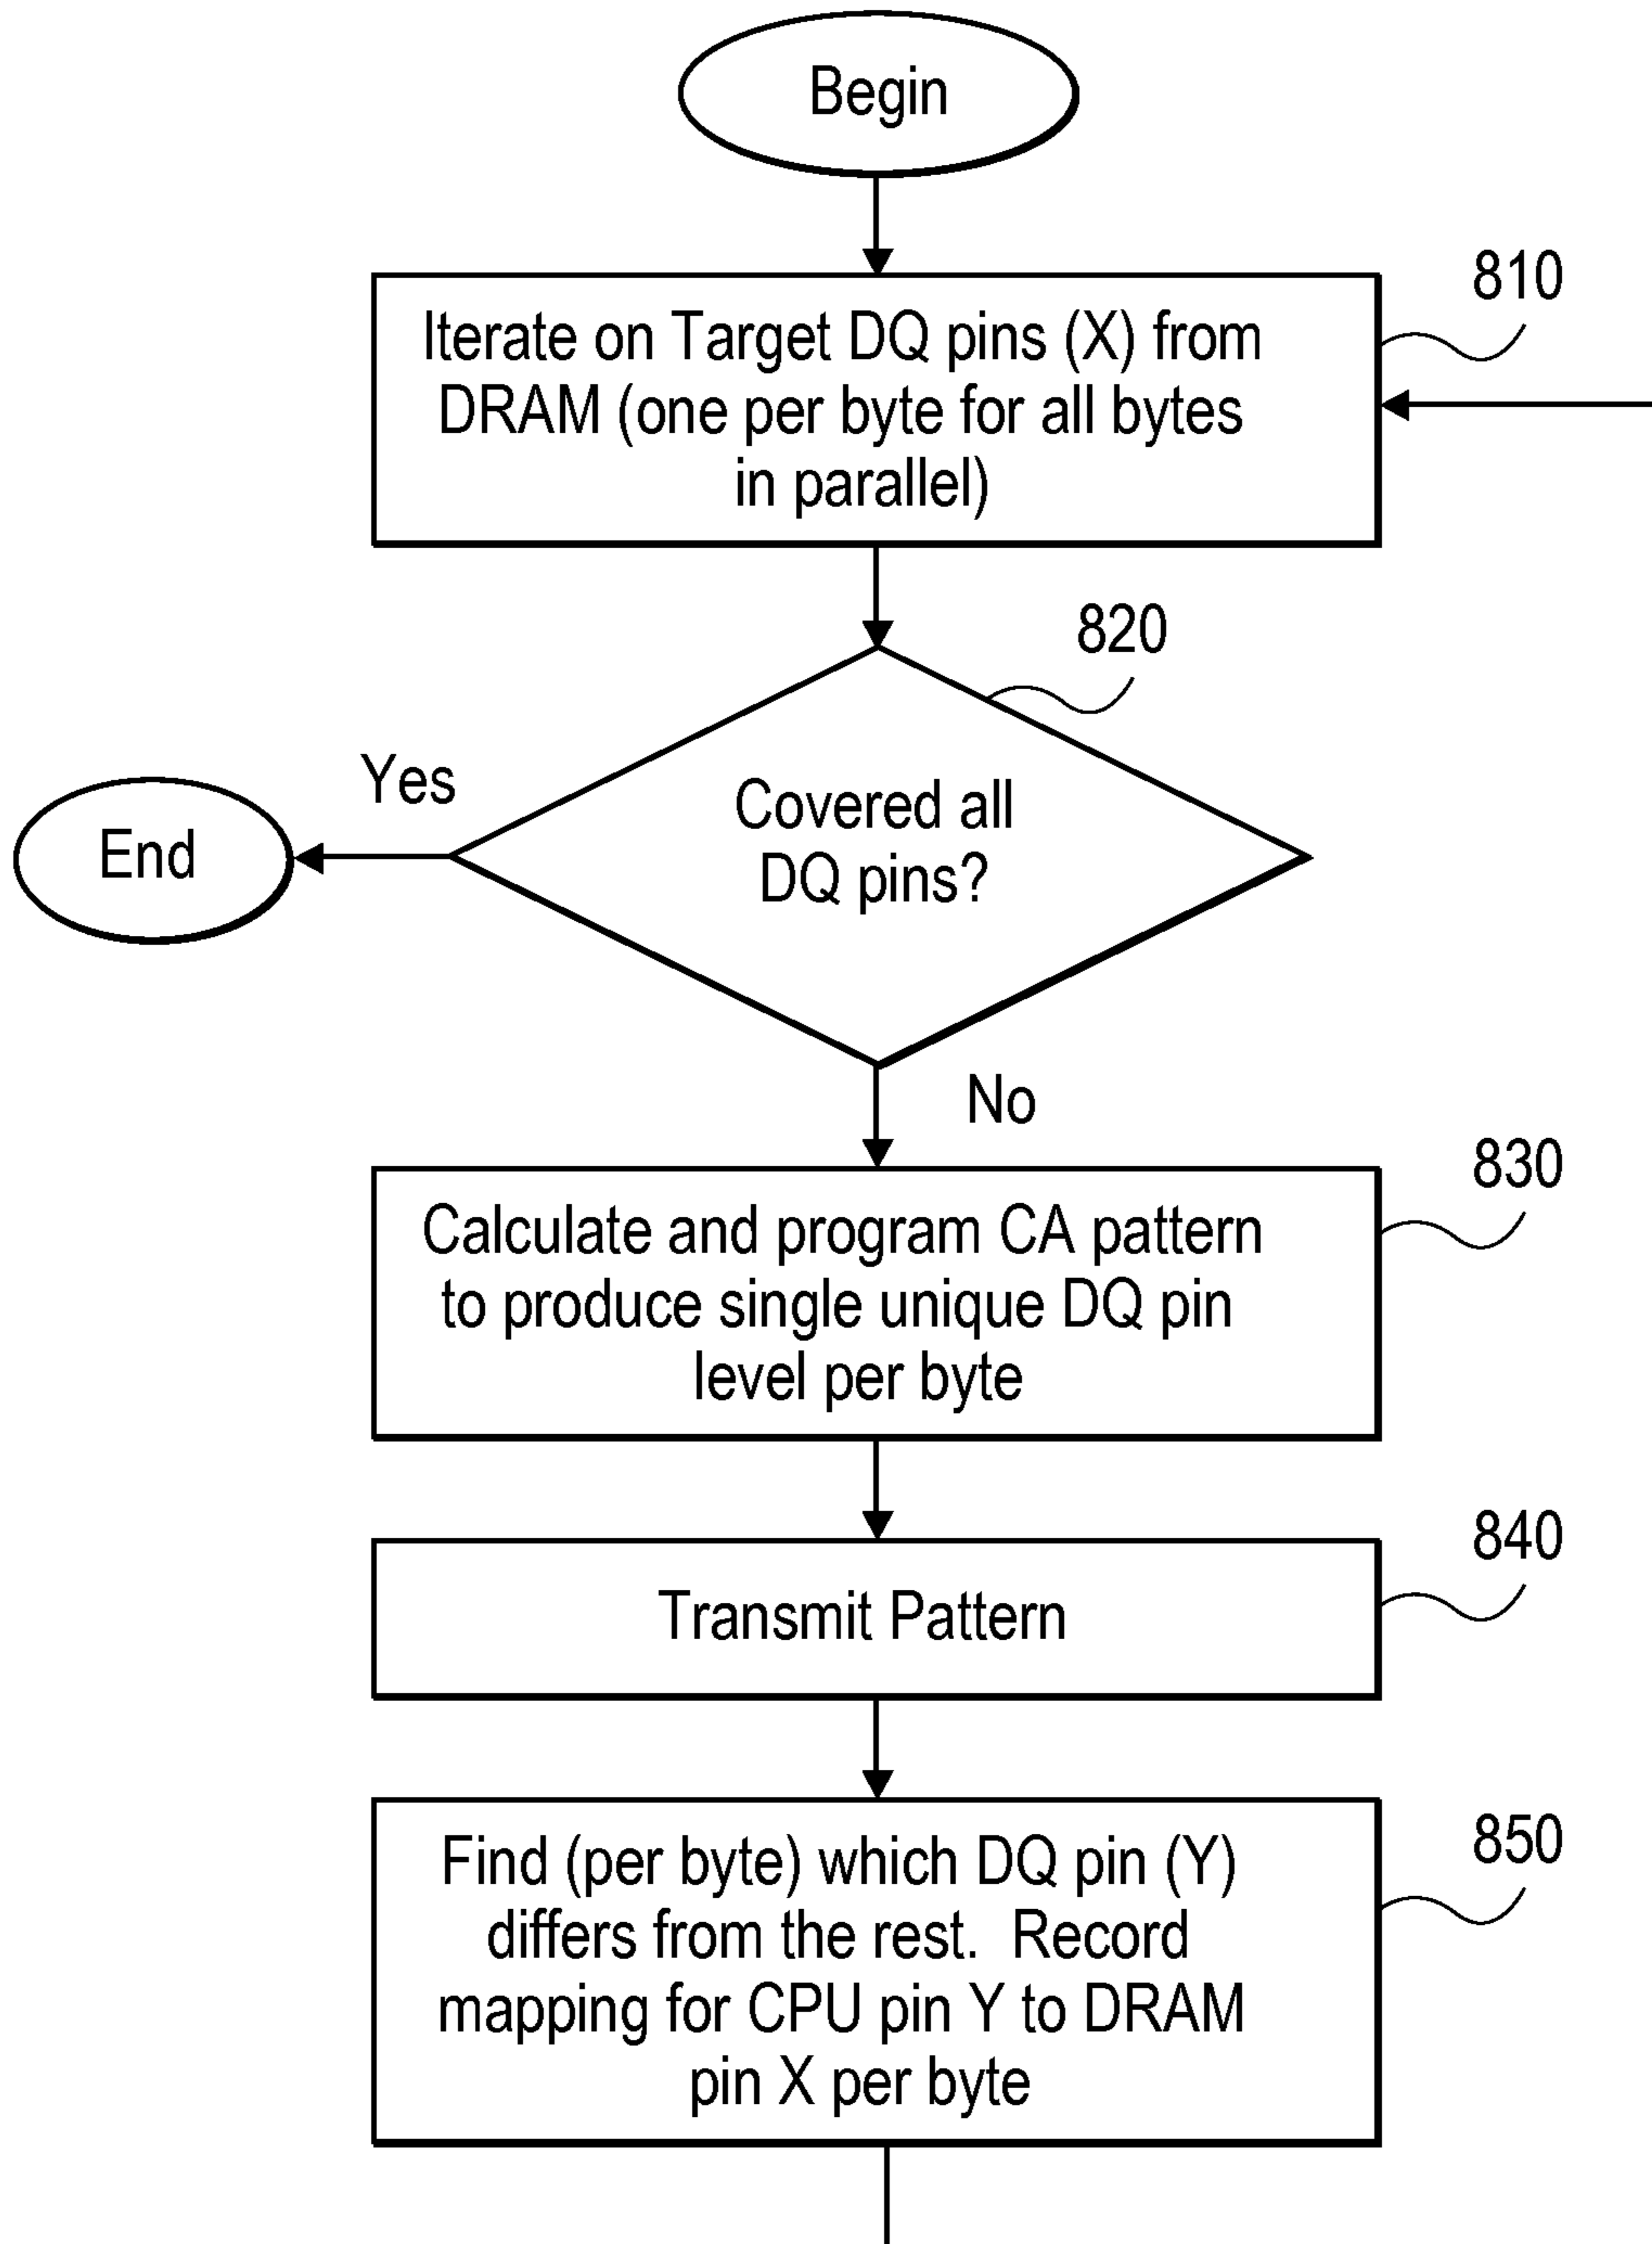 Begin
810
Iterate on Target DQ pins (X) from
DRAM (one per byte for all bytes
in parallel)
820
Yes
Covered all
DQ pins?
End
No
830
Calculate and program CA pattern
to produce single unique DQ pin
level per byte
840
Transmit Pattern
850
Find (per byte) which DQ pin (Y)
differs from the rest.  Record
mapping for CPU pin Y to DRAM
pin X per byte